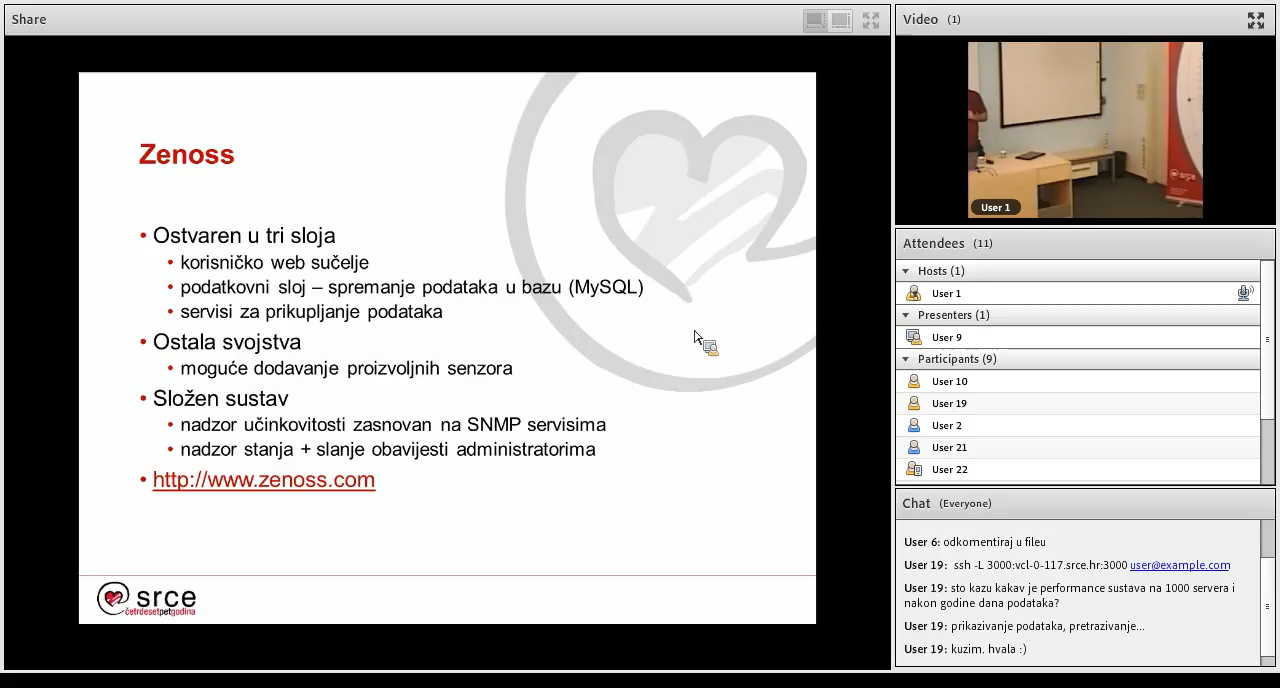 Share
Zenoss
• Ostvaren u tri sloja
• korisničko web sučelje
• podatkovni sloj – spremanje podataka u bazu (MySQL)
• servisi za prikupljanje podataka
• Ostala svojstva
• moguće dodavanje proizvoljnih senzora
• Složen sustav
• nadzor učinkovitosti zasnovan na SNMP servisima
• nadzor stanja + slanje obavijesti administratorima
• http://www.zenoss.com
srce
četrdesetpetgodina
Video (1)
srce
User 1
Attendees (11)
Hosts (1)
User 1
Presenters (1)
User 9
Participants (9)
User 10
User 19
User 2
User 21
User 22
Chat (Everyone)
User 6: odkomentiraj u fileu
User 19: ssh -L 3000:vcl-0-117.srce.hr:3000 user@example.com
User 19: sto kazu kakav je performance sustava na 1000 servera i
nakon godine dana podataka?
User 19: prikazivanje podataka, pretrazivanje...
User 19: kuzim. hvala :)